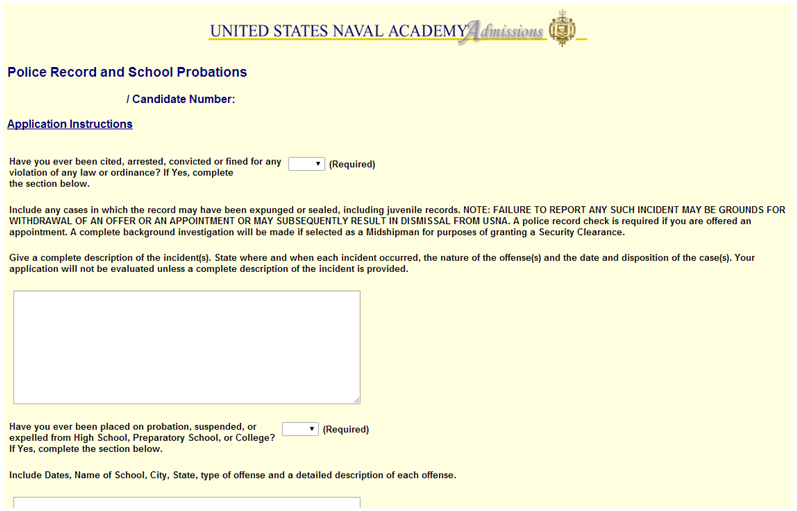 UNITED STATES NAVAL ACADEMY Admissions
Police Record and School Probations
/ Candidate Number:
Application Instructions
Have you ever been cited, arrested, convicted or fined for any
violation of any law or ordinance? If Yes, complete
the section below.
(Required)
Include any cases in which the record may have been expunged or sealed, including juvenile records. NOTE: FAILURE TO REPORT ANY SUCH INCIDENT MAY BE GROUNDS FOR
WITHDRAWAL OF AN OFFER OR AN APPOINTMENT OR MAY SUBSEQUENTLY RESULT IN DISMISSAL FROM USNA. A police record check is required if you are offered an
appointment. A complete background investigation will be made if selected as a Midshipman for purposes of granting a Security Clearance.
Give a complete description of the incident(s). State where and when each incident occurred, the nature of the offense(s) and the date and disposition of the case(s). Your
application will not be evaluated unless a complete description of the incident is provided.
Have you ever been placed on probation, suspended, or
expelled from High School, Preparatory School, or College?
If Yes, complete the section below.
(Required)
Include Dates, Name of School, City, State, type of offense and a detailed description of each offense.